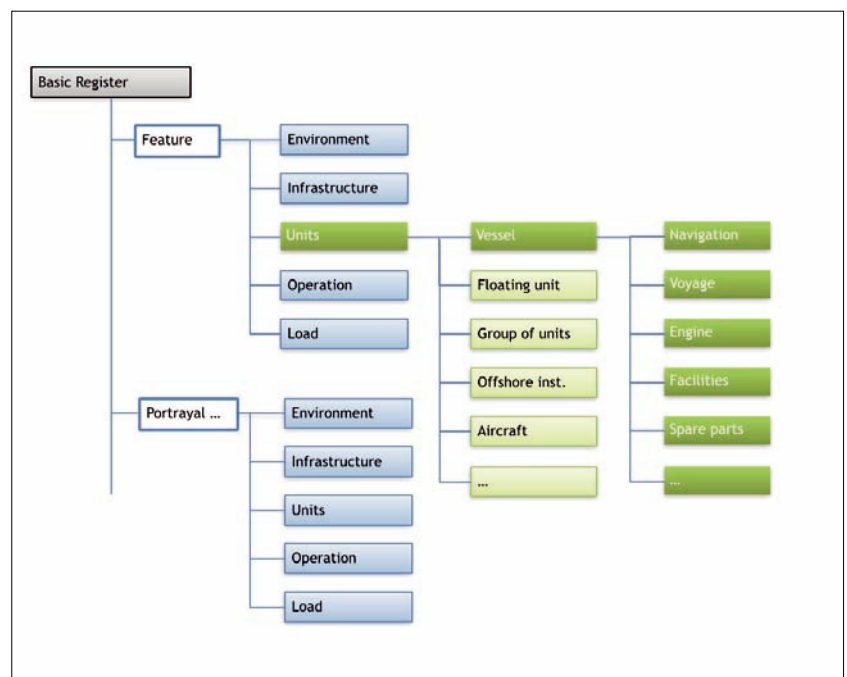 Basic Register
Feature
Environment
Infrastructure
Units
Vessel
Navigation
Floating unit
Voyage
Group of units
Engine
Offshore inst.
Facilities
Aircraft
Spare parts
...
...
Operation
Load
Portrayal ...
Environment
Infrastructure
Units
Operation
Load